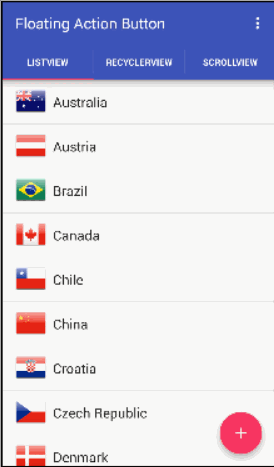 Floating Action Button
LISTVIEW RECYCLERVIEW SCROLLVIEW
Australia
Austria
Brazil
Canada
Chile
China
Croatia
Czech Republic
Denmark